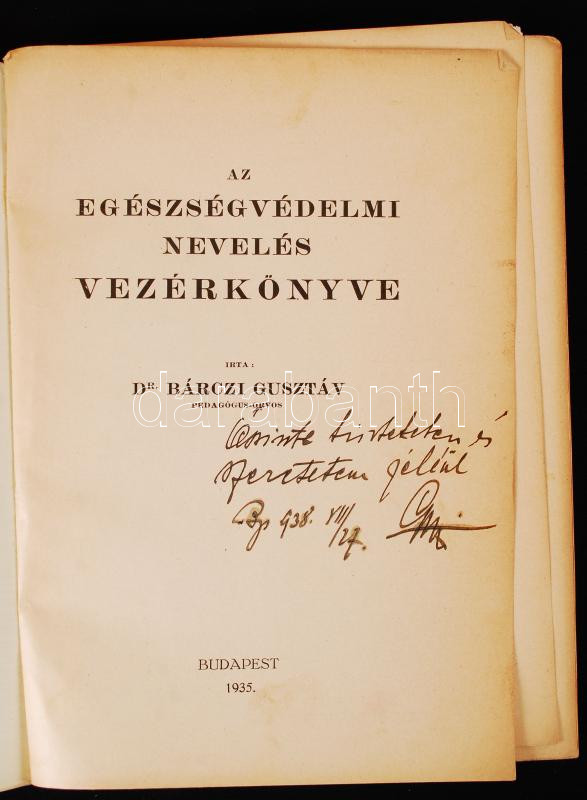 AZ
EGÉSZSÉGVÉDELMI
NEVELÉS
VEZÉRKÖNYVE
IRTA :
DR. BÁRCZI GUSZTÁV
PEDAGÓGUS-ORVOS
darabanth
Őszinte tiszteletem és
szeretetem jeléül
Bp 938. VII/27.
BUDAPEST
1935.